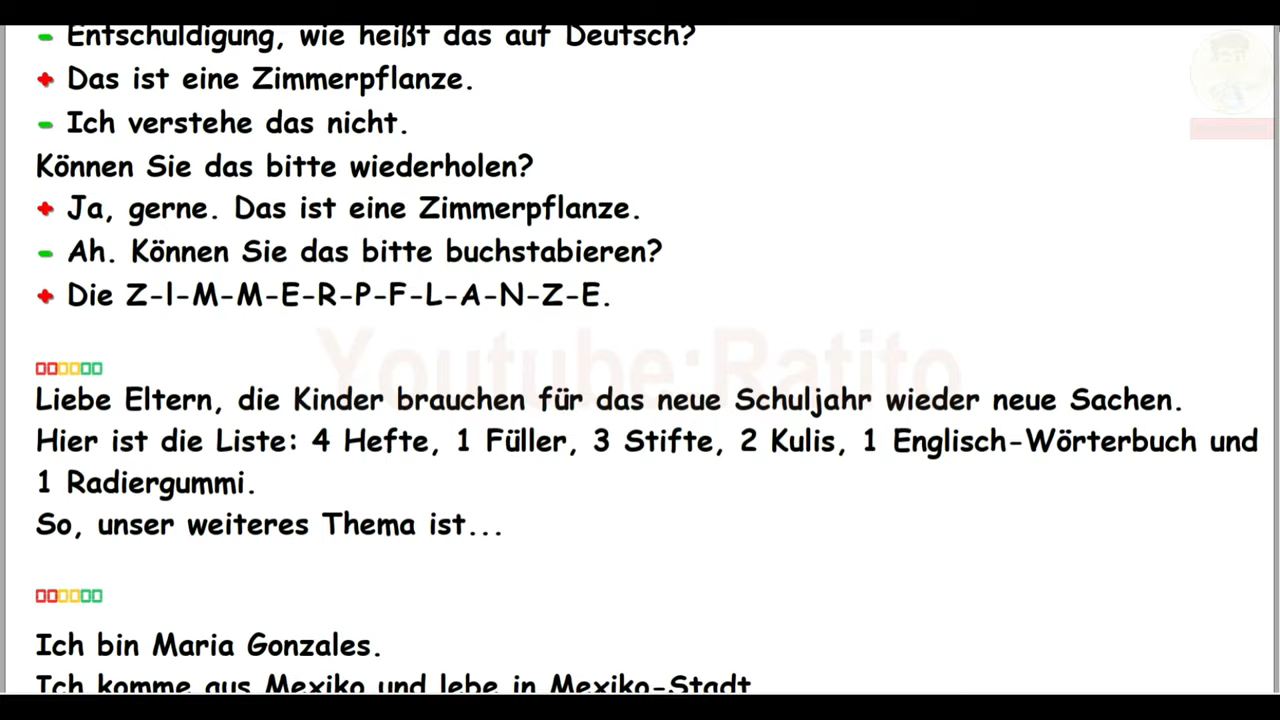 - Entschuldigung, wie heißt das auf Deutsch?
+ Das ist eine Zimmerpflanze.
- Ich verstehe das nicht.
Können Sie das bitte wiederholen?
+ Ja, gerne. Das ist eine Zimmerpflanze.
- Ah. Können Sie das bitte buchstabieren?
+ Die Z-l-M-M-E-R-P-F-L-A-N-Z-E.
Youtube:Ratito
Liebe Eltern, die Kinder brauchen für das neue Schuljahr wieder neue Sachen.
Hier ist die Liste: 4 Hefte, 1 Füller, 3 Stifte, 2 Kulis, 1 Englisch-Wörterbuch und
1 Radiergummi.
So, unser weiteres Thema ist...
Ich bin Maria Gonzales.
Ich komme aus Mexiko und lebe in Mexiko-Stadt